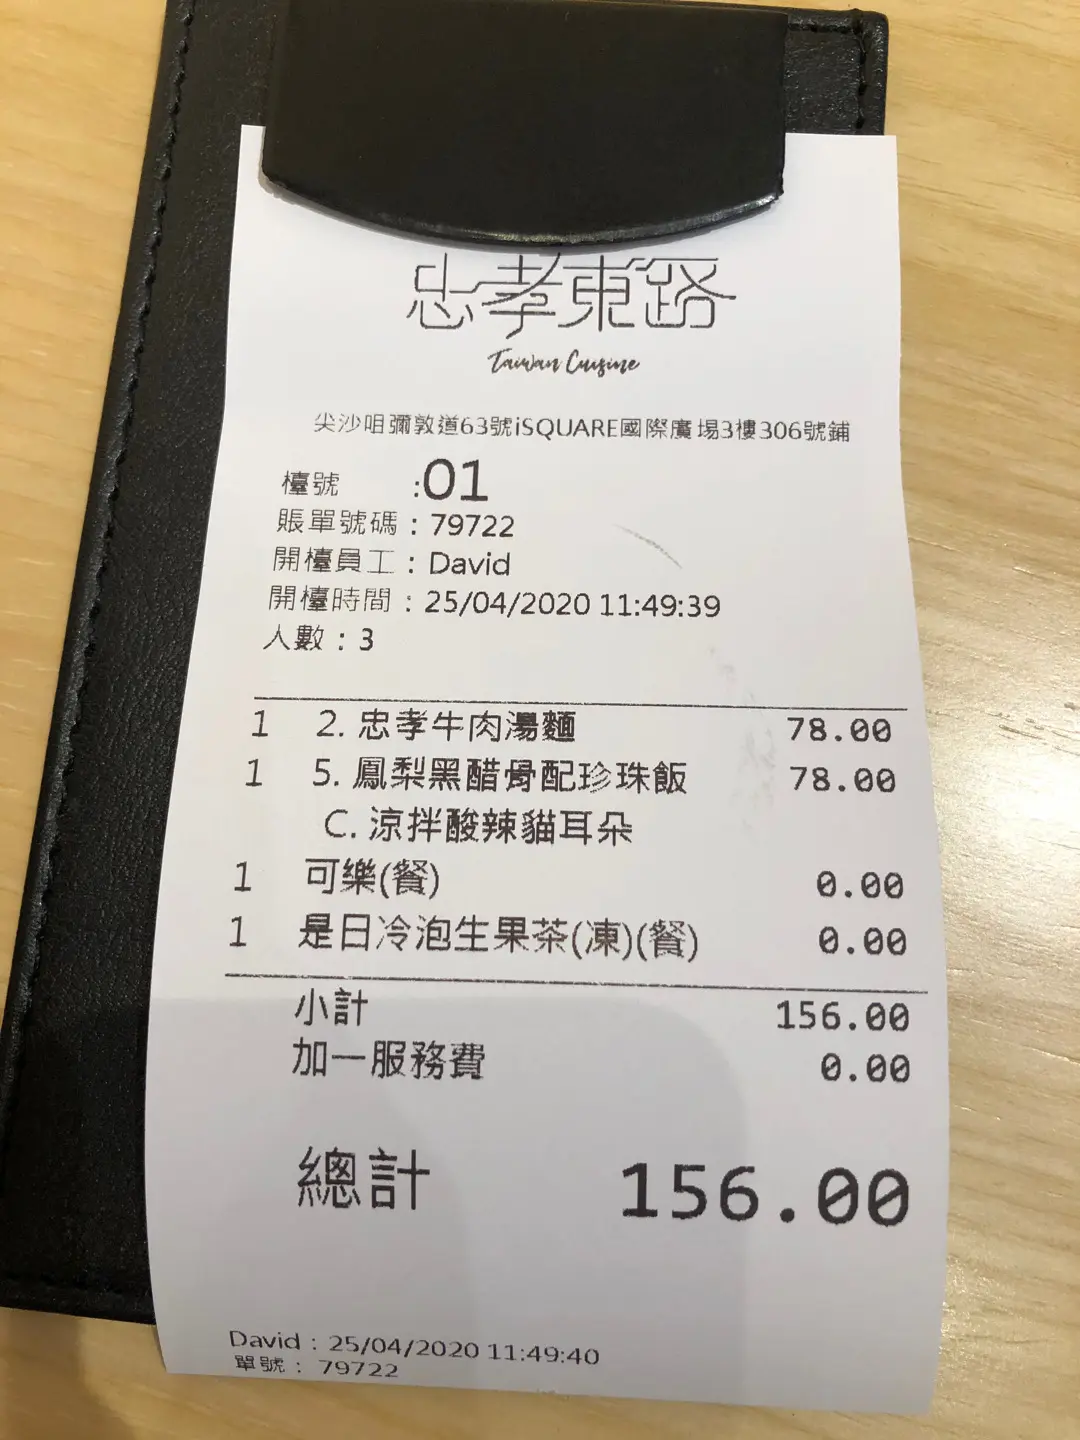 忠孝東路
Taiwan Cuisine
尖沙咀彌敦道63號iSQUARE國際廣場3樓306號鋪
檯號 :01
賬單號碼 : 79722
開檯員工 : David
開檯時間 : 25/04/2020 11:49:39
人數 : 3
1 2. 忠孝牛肉湯麵 78.00
1 5. 鳳梨黑醋骨配珍珠飯 78.00
C. 涼拌酸辣貓耳朵
1 可樂(餐) 0.00
1 是日冷泡生果茶(凍)(餐) 0.00
小計 156.00
加一服務費 0.00
總計 156.00
David : 25/04/2020 11:49:40
單號 : 79722